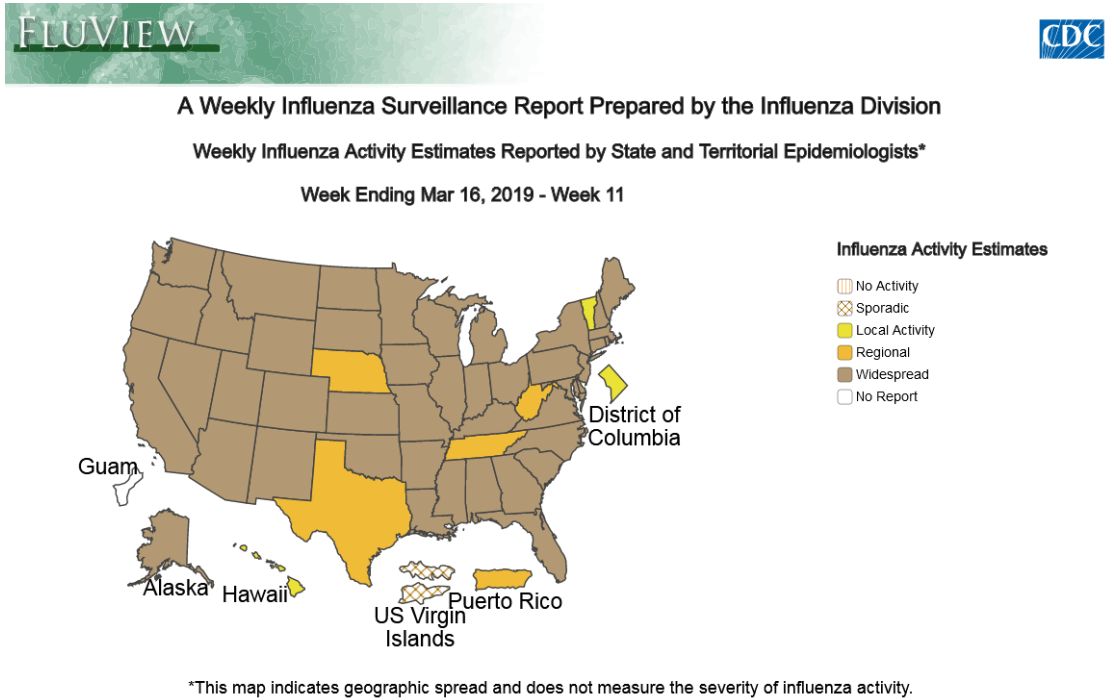 FLUVIEW
CDC
A Weekly Influenza Surveillance Report Prepared by the Influenza Division
Weekly Influenza Activity Estimates Reported by State and Territorial Epidemiologists*
Week Ending Mar 16, 2019 - Week 11
Influenza Activity Estimates
No Activity
Sporadic
Local Activity
Regional
Widespread
No Report
District of
Columbia
Guam
Alaska
Hawaii
US Virgin
Islands
Puerto Rico
*This map indicates geographic spread and does not measure the severity of influenza activity.